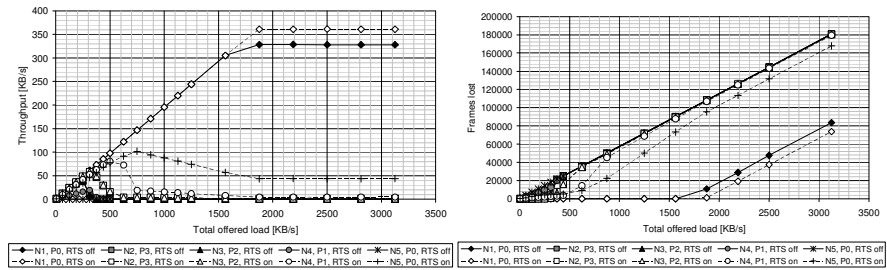 400
350
300
250
200
150
100
50
0
Throughput [KB/s]
0 500 1000 1500 2000 2500 3000 3500
Total offered load [KB/s]
N1, P0, RTS off N2, P3, RTS off N3, P2, RTS off N4, P1, RTS off N5, P0, RTS off
N1, P0, RTS on N2, P3, RTS on N3, P2, RTS on N4, P1, RTS on N5, P0, RTS on
200000
180000
160000
140000
120000
100000
80000
60000
40000
20000
0
Frames lost
0 500 1000 1500 2000 2500 3000 3500
Total offered load [KB/s]
N1, P0, RTS off N2, P3, RTS off N3, P2, RTS off N4, P1, RTS off N5, P0, RTS off
N1, P0, RTS on N2, P3, RTS on N3, P2, RTS on N4, P1, RTS on N5, P0, RTS on